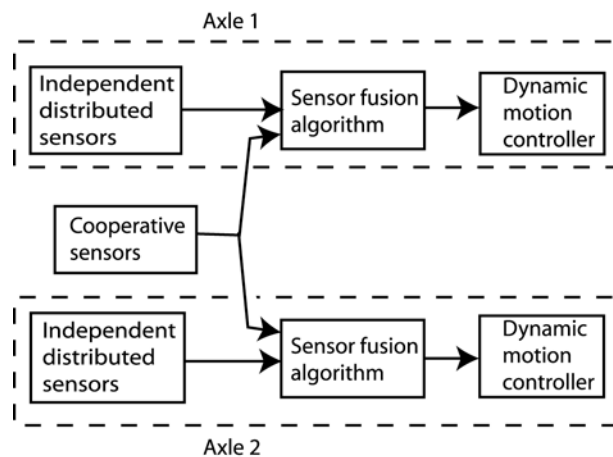 Axle 1
Independent
distributed
sensors
Sensor fusion
algorithm
Dynamic
motion
controller
Cooperative
sensors
Independent
distributed
sensors
Sensor fusion
algorithm
Dynamic
motion
controller
Axle 2